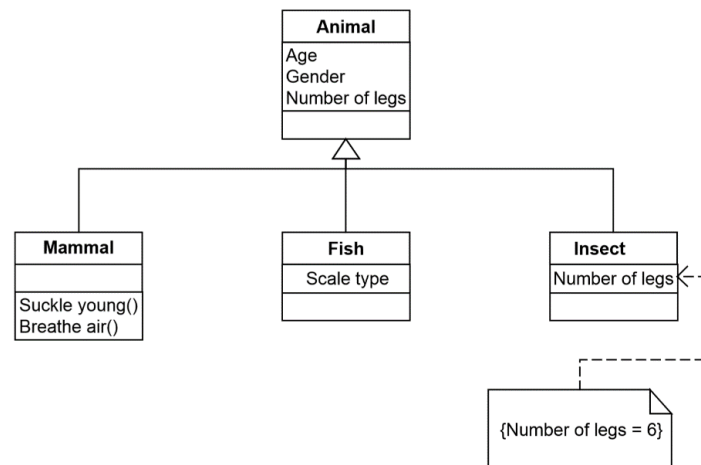 Animal
Age
Gender
Number of legs
Mammal
Suckle young()
Breathe air()
Fish
Scale type
Insect
Number of legs
{Number of legs = 6}